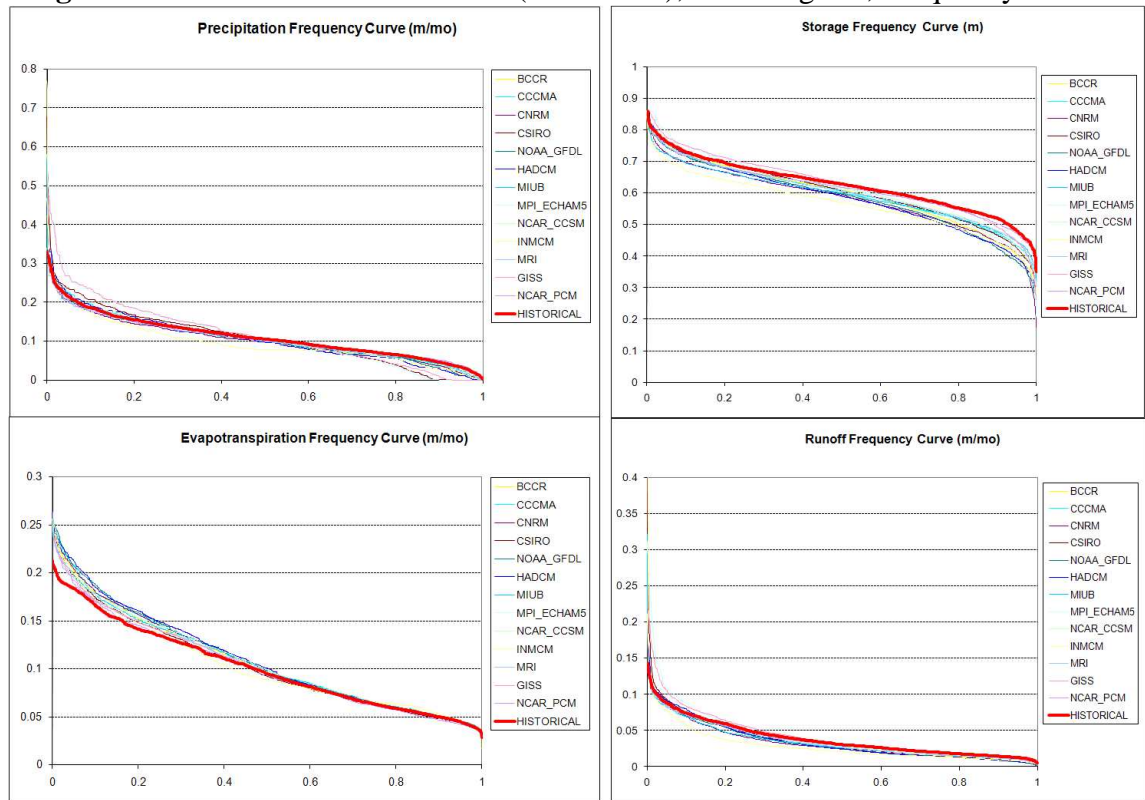 Precipitation Frequency Curve (m/mo)
0.8
0.7
0.6
0.5
0.4
0.3
0.2
0.1
0
0 0.2 0.4 0.6 0.8 1
BCCR
CCCMA
CNRM
CSIRO
NOAA_GFDL
HADCM
MIUB
MPI_ECHAM5
NCAR_CCSM
INMCM
MRI
GISS
NCAR_PCM
HISTORICAL
Storage Frequency Curve (m)
1
0.9
0.8
0.7
0.6
0.5
0.4
0.3
0.2
0.1
0 0.2 0.4 0.6 0.8 1
BCCR
CCCMA
CNRM
CSIRO
NOAA_GFDL
HADCM
MIUB
MPI_ECHAM5
NCAR_CCSM
INMCM
MRI
GISS
NCAR_PCM
HISTORICAL
Evapotranspiration Frequency Curve (m/mo)
0.3
0.25
0.2
0.15
0.1
0.05
0
0 0.2 0.4 0.6 0.8 1
BCCR
CCCMA
CNRM
CSIRO
NOAA_GFDL
HADCM
MIUB
MPI_ECHAM5
NCAR_CCSM
INMCM
MRI
GISS
NCAR_PCM
HISTORICAL
Runoff Frequency Curve (m/mo)
0.4
0.35
0.3
0.25
0.2
0.15
0.1
0.05
0
0 0.2 0.4 0.6 0.8 1
BCCR
CCCMA
CNRM
CSIRO
NOAA_GFDL
HADCM
MIUB
MPI_ECHAM5
NCAR_CCSM
INMCM
MRI
GISS
NCAR_PCM
HISTORICAL